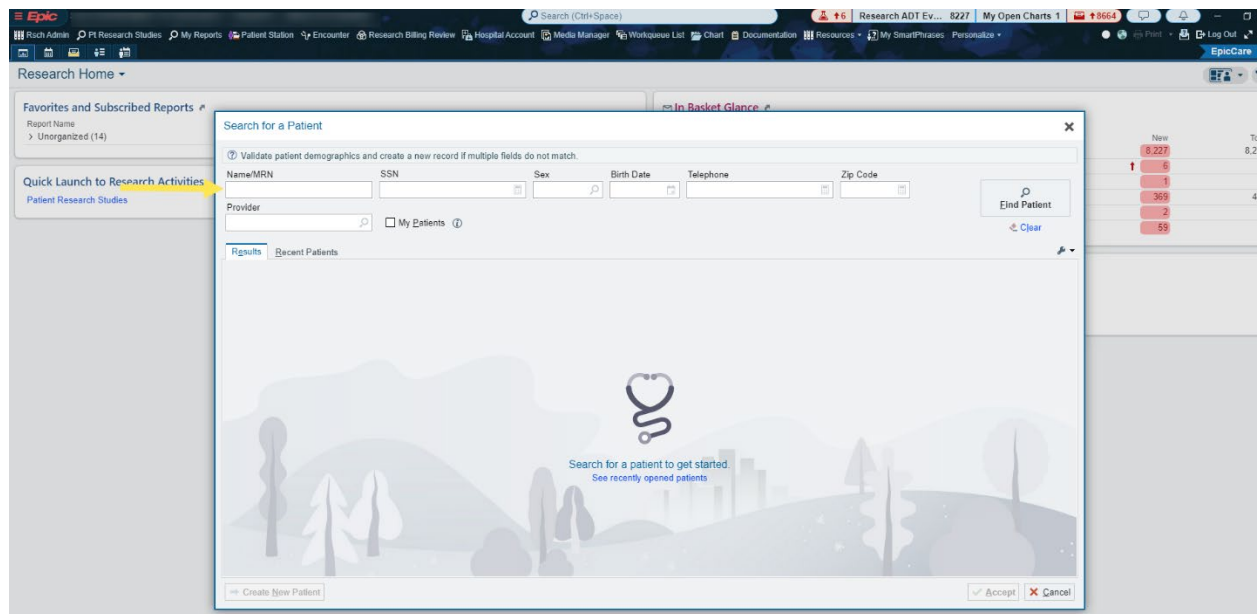 Epic
Search (Ctrl+Space)
6
Research ADT Ev... 8227
My Open Charts 1
8664
Rsch Admin Pt Research Studies My Reports Patient Station Encounter Research Billing Review Hospital Account Media Manager Workqueue List Chart Documentation Resources My SmartPhrases Personalize Print Log Out
EpicCare
Research Home
Favorites and Subscribed Reports
Report Name
> Unorganized (14)
Quick Launch to Research Activities
Patient Research Studies
In Basket Glance
New
8,227
8,2
6
1
369
4
2
59
Search for a Patient
Validate patient demographics and create a new record if multiple fields do not match.
Name/MRN SSN Sex Birth Date Telephone Zip Code
Find Patient
Provider
My Patients
Clear
Results Recent Patients
Search for a patient to get started.
See recently opened patients
Create New Patient
Accept Cancel